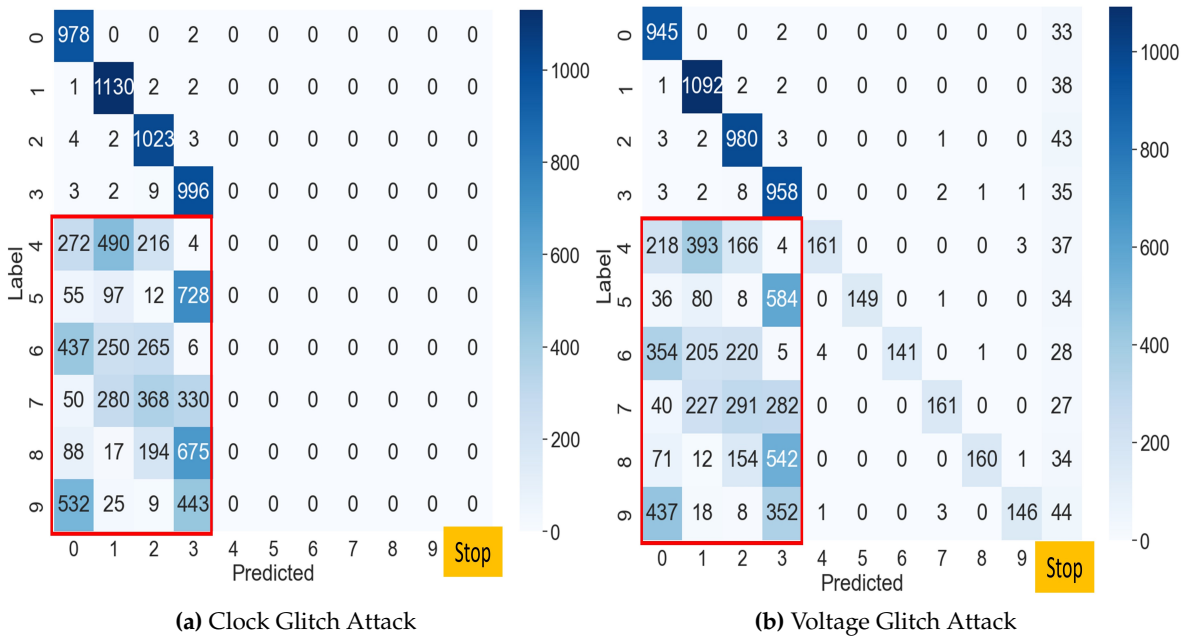 0 978 0 0 2 0 0 0 0 0 0 0
1 1 1130 2 2 0 0 0 0 0 0 0
2 4 2 1023 3 0 0 0 0 0 0 0
3 3 2 9 996 0 0 0 0 0 0 0
4 272 490 216 4 0 0 0 0 0 0 0
5 55 97 12 728 0 0 0 0 0 0 0
6 437 250 265 6 0 0 0 0 0 0 0
7 50 280 368 330 0 0 0 0 0 0 0
8 88 17 194 675 0 0 0 0 0 0 0
9 532 25 9 443 0 0 0 0 0 0 0
0 1 2 3 4 5 6 7 8 9 Stop
Label
Predicted
1000
800
600
400
200
0
(a) Clock Glitch Attack
0 945 0 0 2 0 0 0 0 0 0 33
1 1 1092 2 2 0 0 0 0 0 0 38
2 3 2 980 3 0 0 0 1 0 0 43
3 3 2 8 958 0 0 0 2 1 1 35
4 218 393 166 4 161 0 0 0 0 3 37
5 36 80 8 584 0 149 0 1 0 0 34
6 354 205 220 5 4 0 141 0 1 0 28
7 40 227 291 282 0 0 0 161 0 0 27
8 71 12 154 542 0 0 0 0 160 1 34
9 437 18 8 352 1 0 0 3 0 146 44
0 1 2 3 4 5 6 7 8 9 Stop
Label
Predicted
1000
800
600
400
200
0
(b) Voltage Glitch Attack